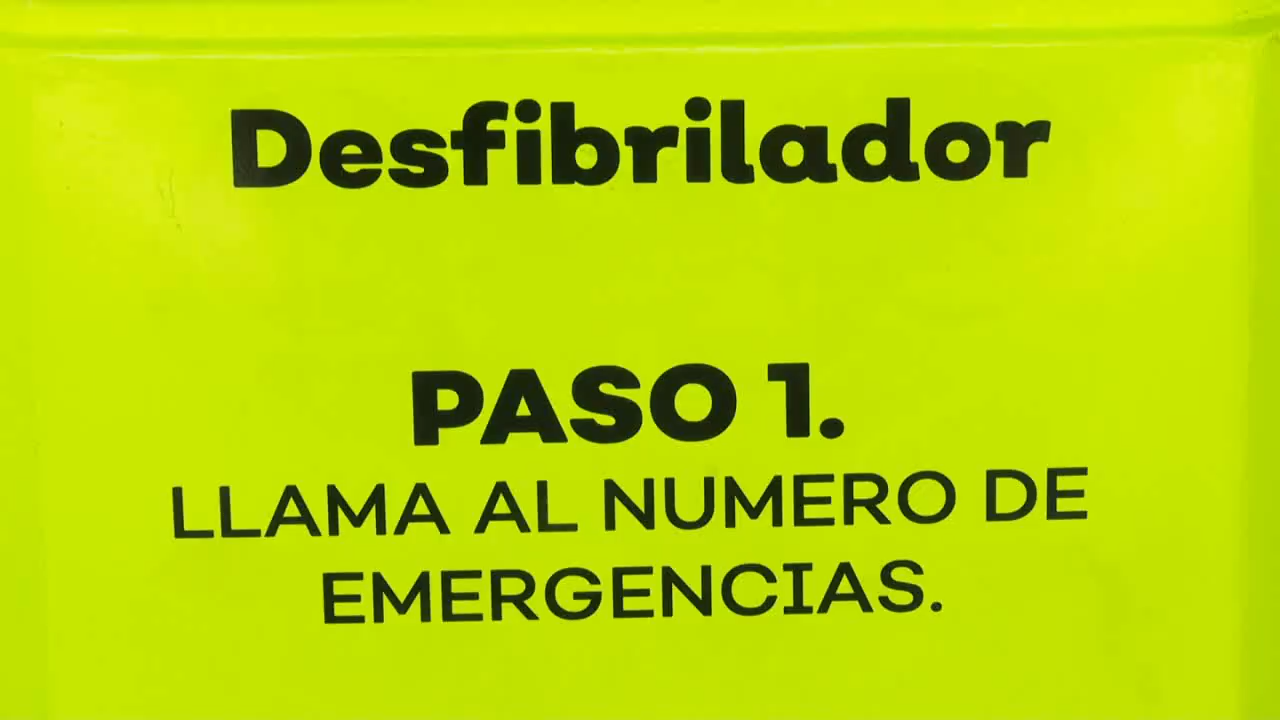 Desfibrilador
PASO 1.
LLAMA AL NUMERO DE
EMERGENCIAS.